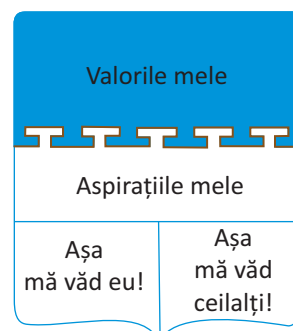 Valorile mele
Aspirațiile mele
Așa
mă văd eu!
Așa
mă văd
ceilalți!